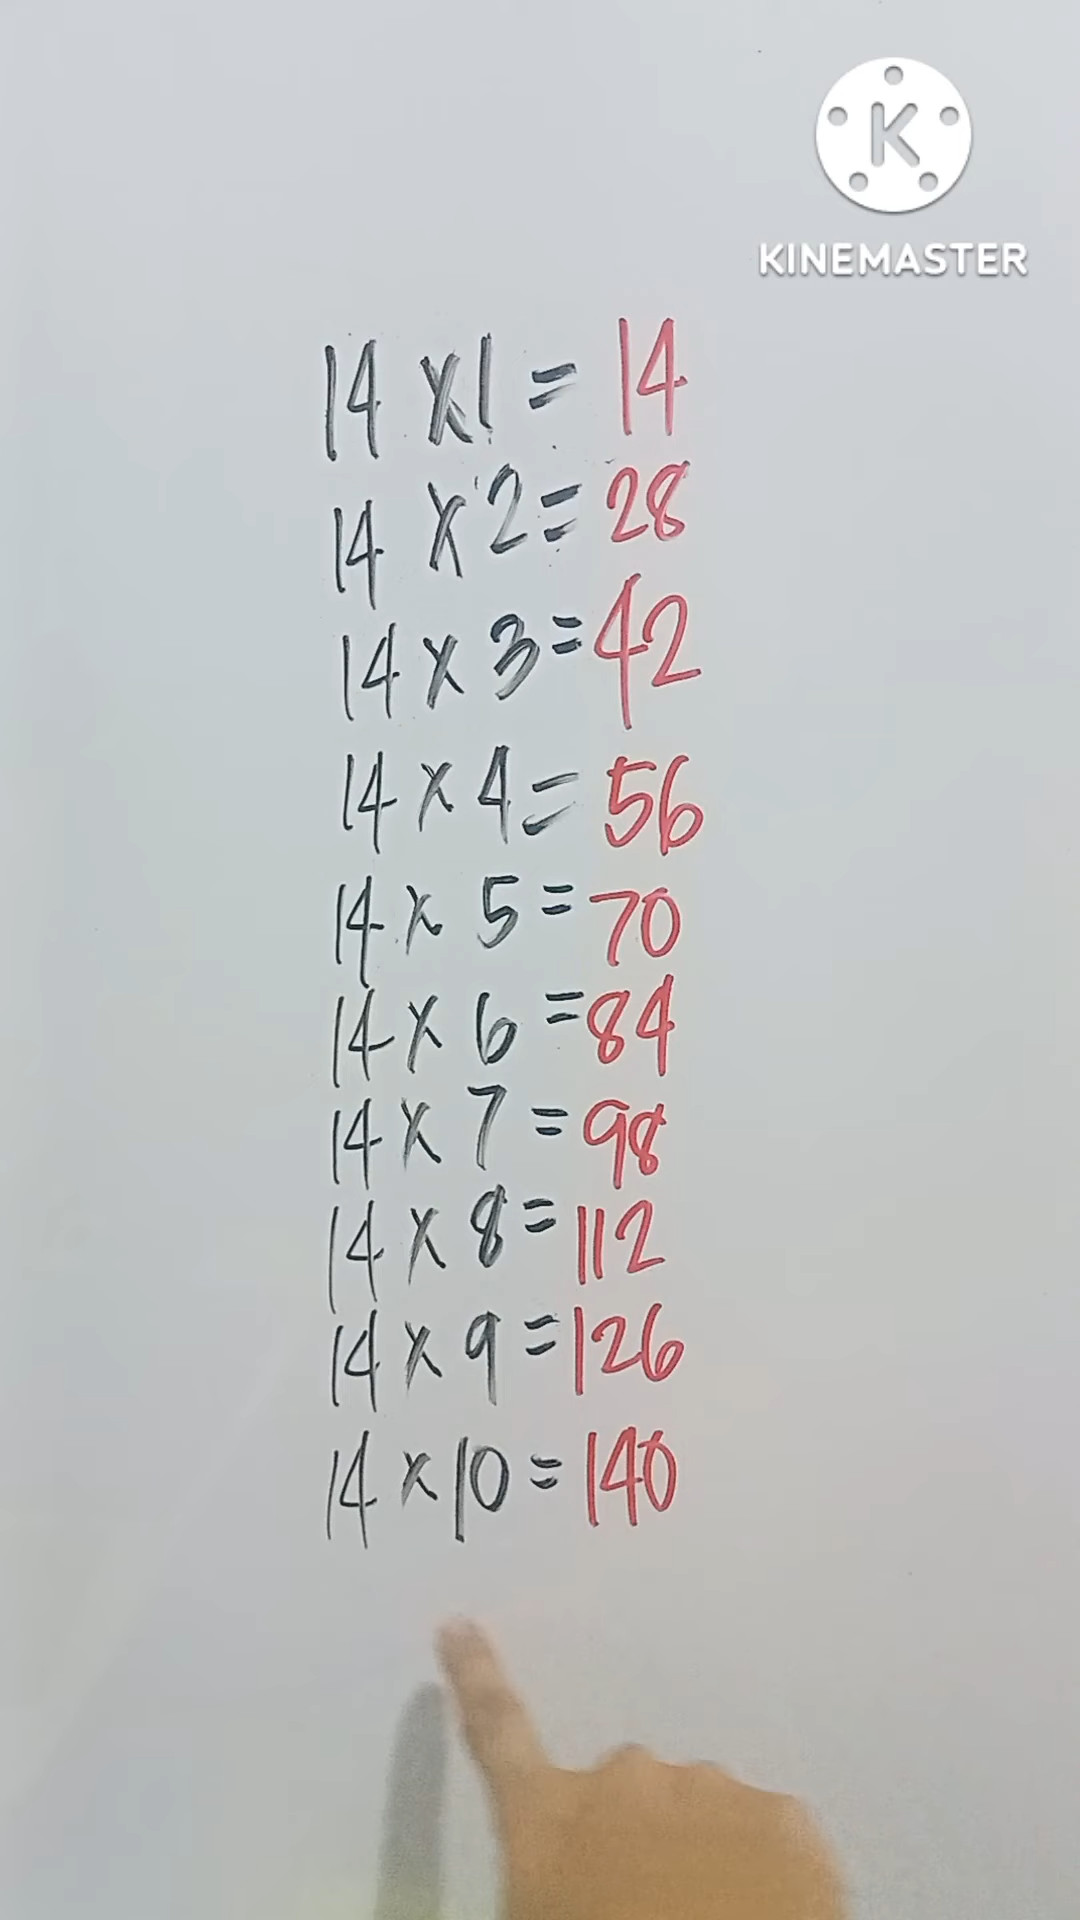 KINEMASTER
14 x1 = 14
14 x 2 = 28
14 x 3 = 42
14 x 4 = 56
14 x 5 = 70
14 x 6 = 84
14 x 7 = 98
14 x 8 = 112
14 x 9 = 126
14 x 10 = 140